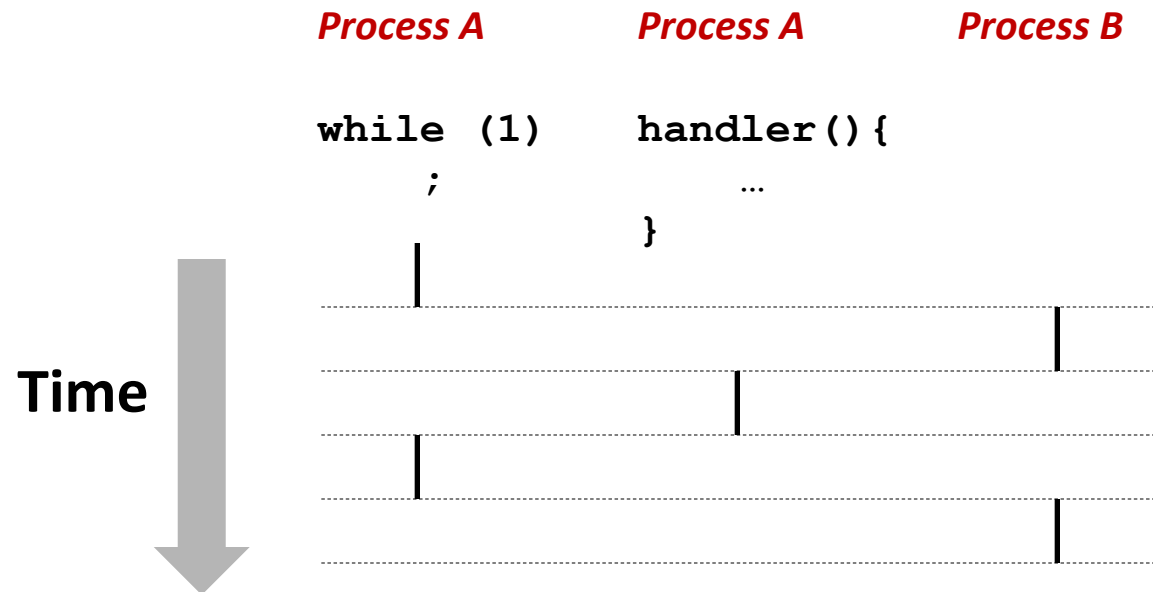 Process A Process A Process B
while (1) handler(){
; …
}
Time